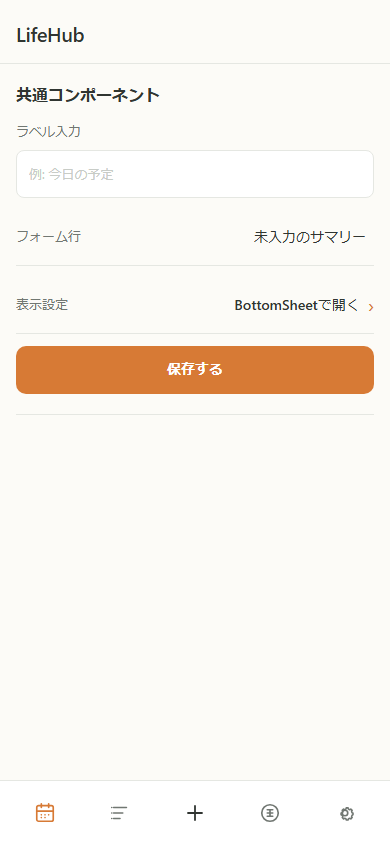 LifeHub
共通コンポーネント
ラベル入力
例: 今日の予定
フォーム行 未入力のサマリー
表示設定 BottomSheetで開く ›
保存する